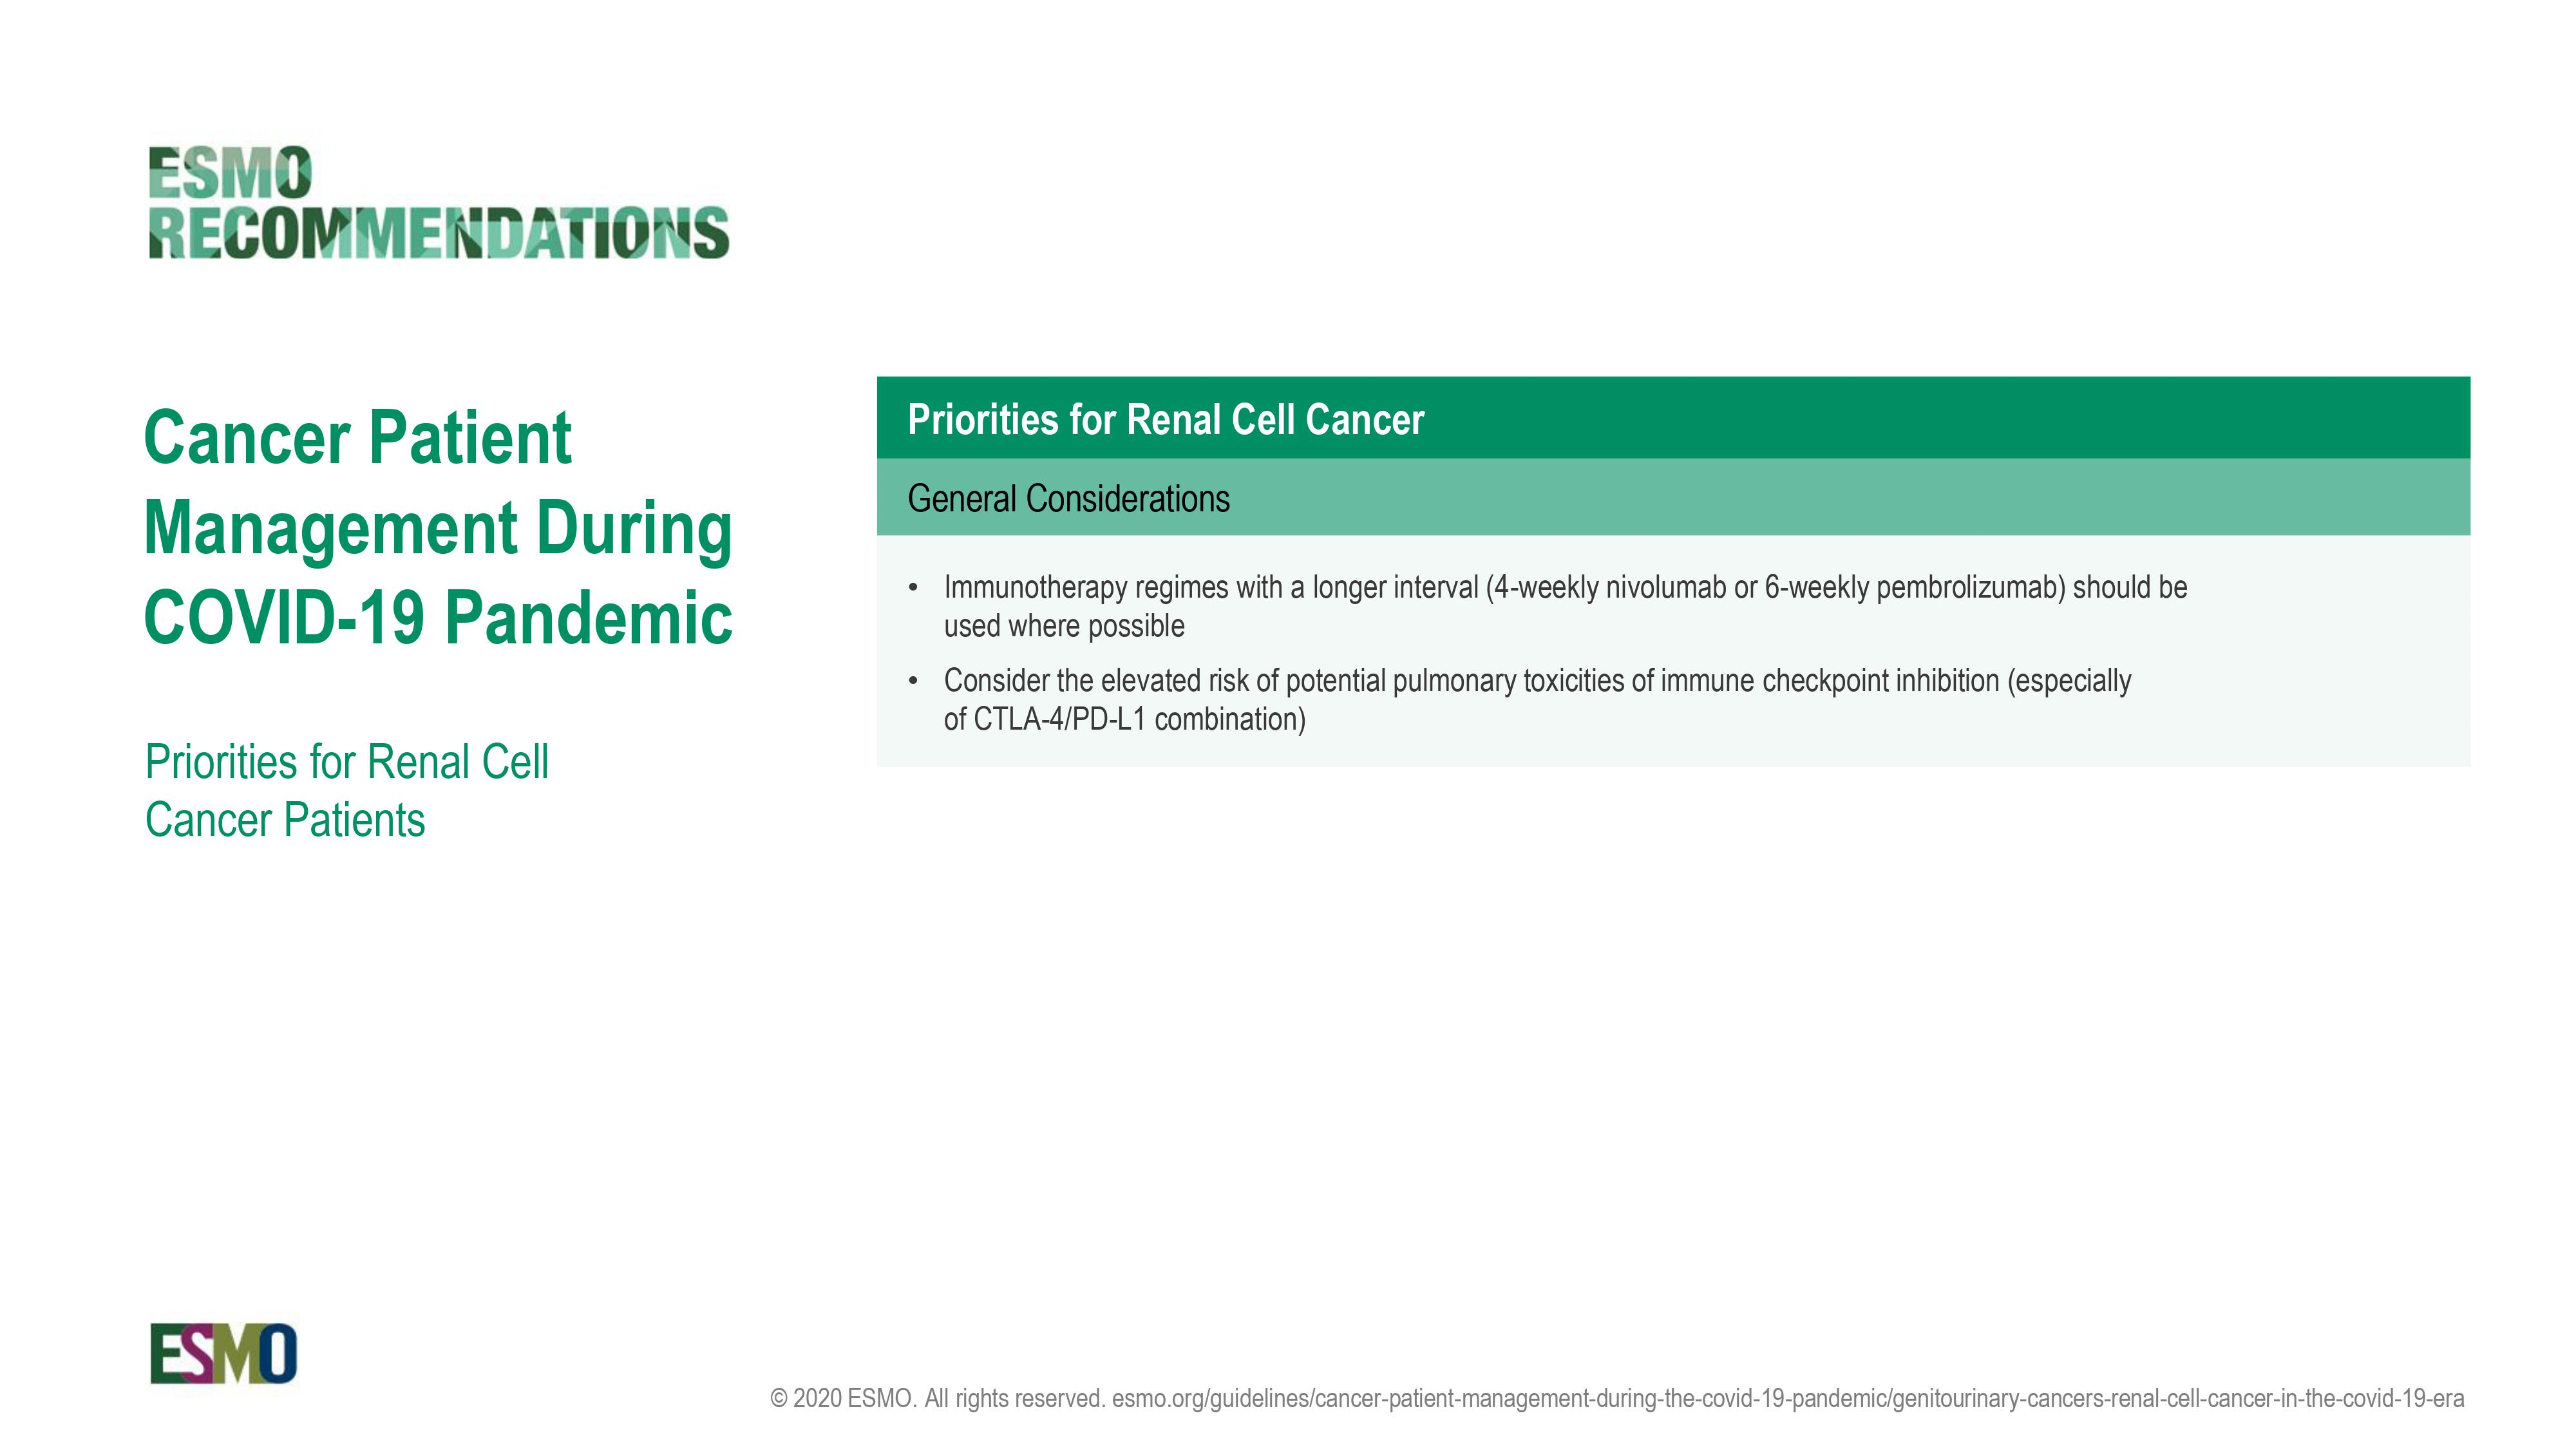 ESMO
RECOMMENDATIONS
Cancer Patient
Management During
COVID-19 Pandemic
Priorities for Renal Cell
Cancer Patients
Priorities for Renal Cell Cancer
General Considerations
• Immunotherapy regimes with a longer interval (4-weekly nivolumab or 6-weekly pembrolizumab) should be
used where possible
• Consider the elevated risk of potential pulmonary toxicities of immune checkpoint inhibition (especially
of CTLA-4/PD-L1 combination)
ESMO
© 2020 ESMO. All rights reserved. esmo.org/guidelines/cancer-patient-management-during-the-covid-19-pandemic/genitourinary-cancers-renal-cell-cancer-in-the-covid-19-era